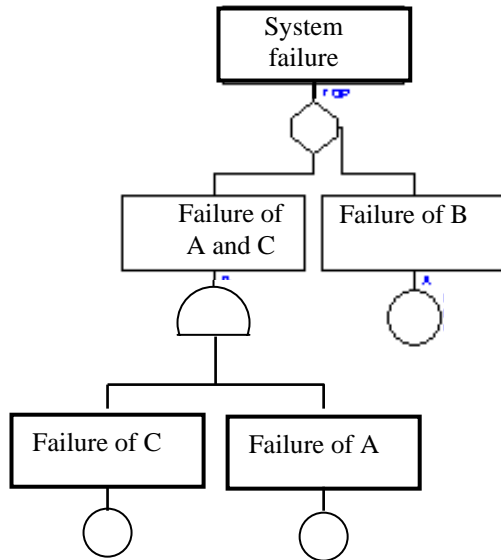 System
failure
Failure of
A and C
Failure of B
Failure of C
Failure of A